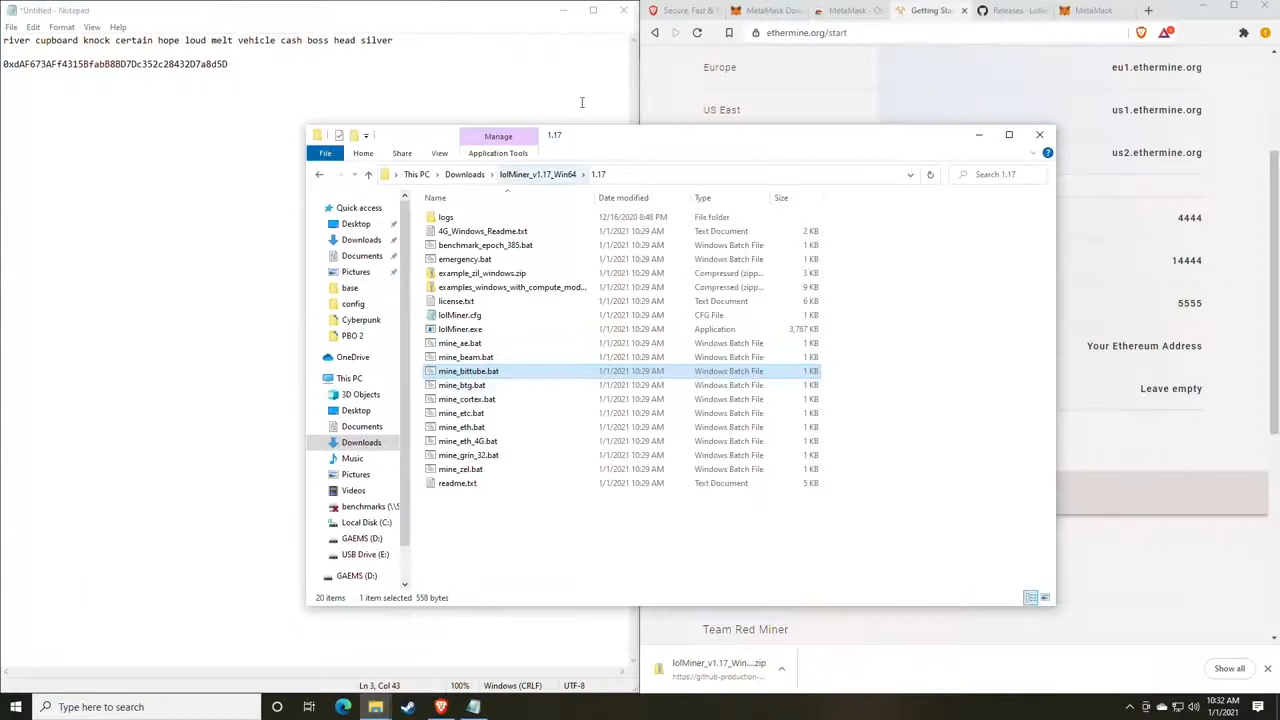 *Untitled - Notepad
File Edit Format View Help
river cupboard knock certain hope loud melt vehicle cash boss head silver
0xdAF673AFf4315BfabB8BD7Dc352c28432D7a8d5D
Ln 3, Col 43 100% Windows (CRLF) UTF-8
Secure, Fast &
MetaMask Dow
MetaMask - Ch
Getting Sta
Releases · Lollie
MetaMask
ethermine.org/start
Europe eu1.ethermine.org
US East us1.ethermine.org
us2.ethermine.org
4444
14444
5555
Your Ethereum Address
Leave empty
Team Red Miner
lolMiner_v1.17_Win....zip
https://github-production-...
Show all
Manage 1.17
File Home Share View Application Tools
This PC Downloads lolMiner_v1.17_Win64 1.17
Search 1.17
Name Date modified Type Size
logs 12/16/2020 8:48 PM File folder
4G_Windows_Readme.txt 1/1/2021 10:29 AM Text Document 2 KB
benchmark_epoch_385.bat 1/1/2021 10:29 AM Windows Batch File 1 KB
emergency.bat 1/1/2021 10:29 AM Windows Batch File 1 KB
example_zil_windows.zip 1/1/2021 10:29 AM Compressed (zipp... 3 KB
examples_windows_with_compute_mod... 1/1/2021 10:29 AM Compressed (zipp... 9 KB
license.txt 1/1/2021 10:29 AM Text Document 6 KB
lolMiner.cfg 1/1/2021 10:29 AM CFG File 1 KB
lolMiner.exe 1/1/2021 10:29 AM Application 3,787 KB
mine_ae.bat 1/1/2021 10:29 AM Windows Batch File 1 KB
mine_beam.bat 1/1/2021 10:29 AM Windows Batch File 1 KB
mine_bittube.bat 1/1/2021 10:29 AM Windows Batch File 1 KB
mine_btg.bat 1/1/2021 10:29 AM Windows Batch File 1 KB
mine_cortex.bat 1/1/2021 10:29 AM Windows Batch File 1 KB
mine_etc.bat 1/1/2021 10:29 AM Windows Batch File 1 KB
mine_eth.bat 1/1/2021 10:29 AM Windows Batch File 1 KB
mine_eth_4G.bat 1/1/2021 10:29 AM Windows Batch File 1 KB
mine_grin_32.bat 1/1/2021 10:29 AM Windows Batch File 1 KB
mine_zel.bat 1/1/2021 10:29 AM Windows Batch File 1 KB
readme.txt 1/1/2021 10:29 AM Text Document 5 KB
Quick access
Desktop
Downloads
Documents
Pictures
base
config
Cyberpunk
PBO 2
OneDrive
This PC
3D Objects
Desktop
Documents
Downloads
Music
Pictures
Videos
benchmarks (\\S
Local Disk (C:)
GAEMS (D:)
USB Drive (E:)
GAEMS (D:)
20 items 1 item selected 558 bytes
Type here to search
10:32 AM
1/1/2021